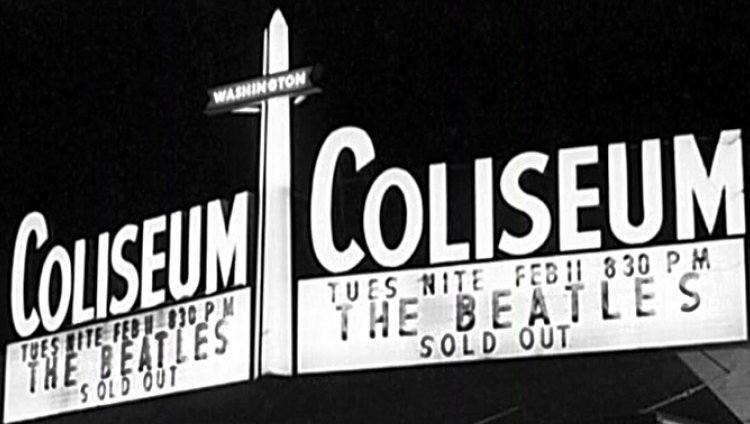 WASHINGTON
COLISEUM
TUES NITE FEB 11 830 PM
THE BEATLES
SOLD OUT
COLISEUM
TUES NITE FEB 11 830 PM
THE BEATLES
SOLD OUT